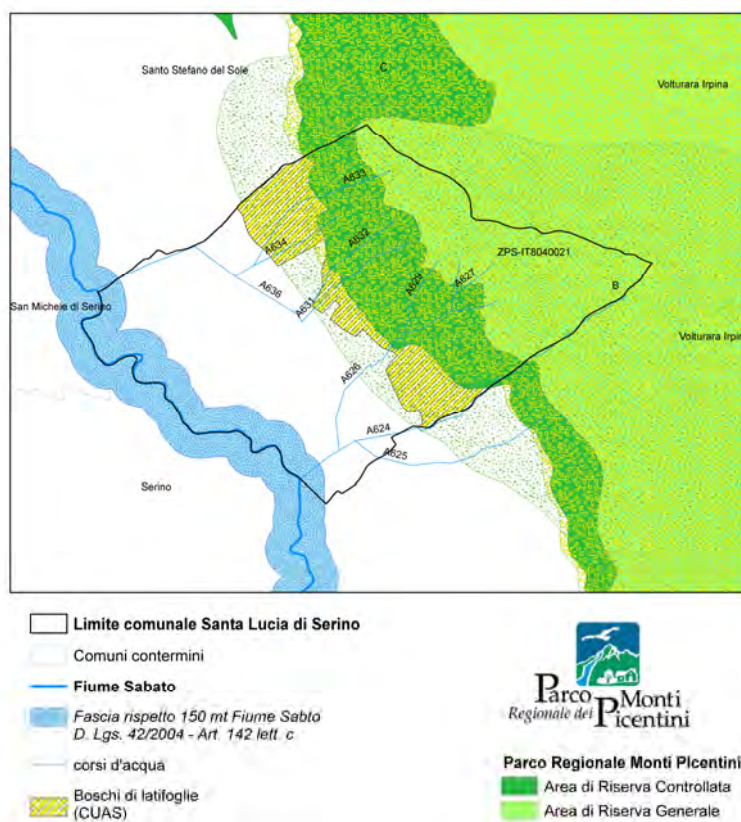 Santo Stefano del Sole
C
Volturara Irpina
A633
A634
A632
ZPS-IT8040021
A629
A627
B
A636
A631
San Michele di Serino
Volturara Irpin
A626
A624
A625
Serino
Limite comunale Santa Lucia di Serino
Comuni contermini
Fiume Sabato
Fascia rispetto 150 mt Fiume Sabto
D. Lgs. 42/2004 - Art. 142 lett. c
corsi d'acqua
Boschi di latifoglie
(CUAS)
Parco Monti
Regionale dei Picentini
Parco Regionale Monti PIcentini
Area di Riserva Controllata
Area di Riserva Generale